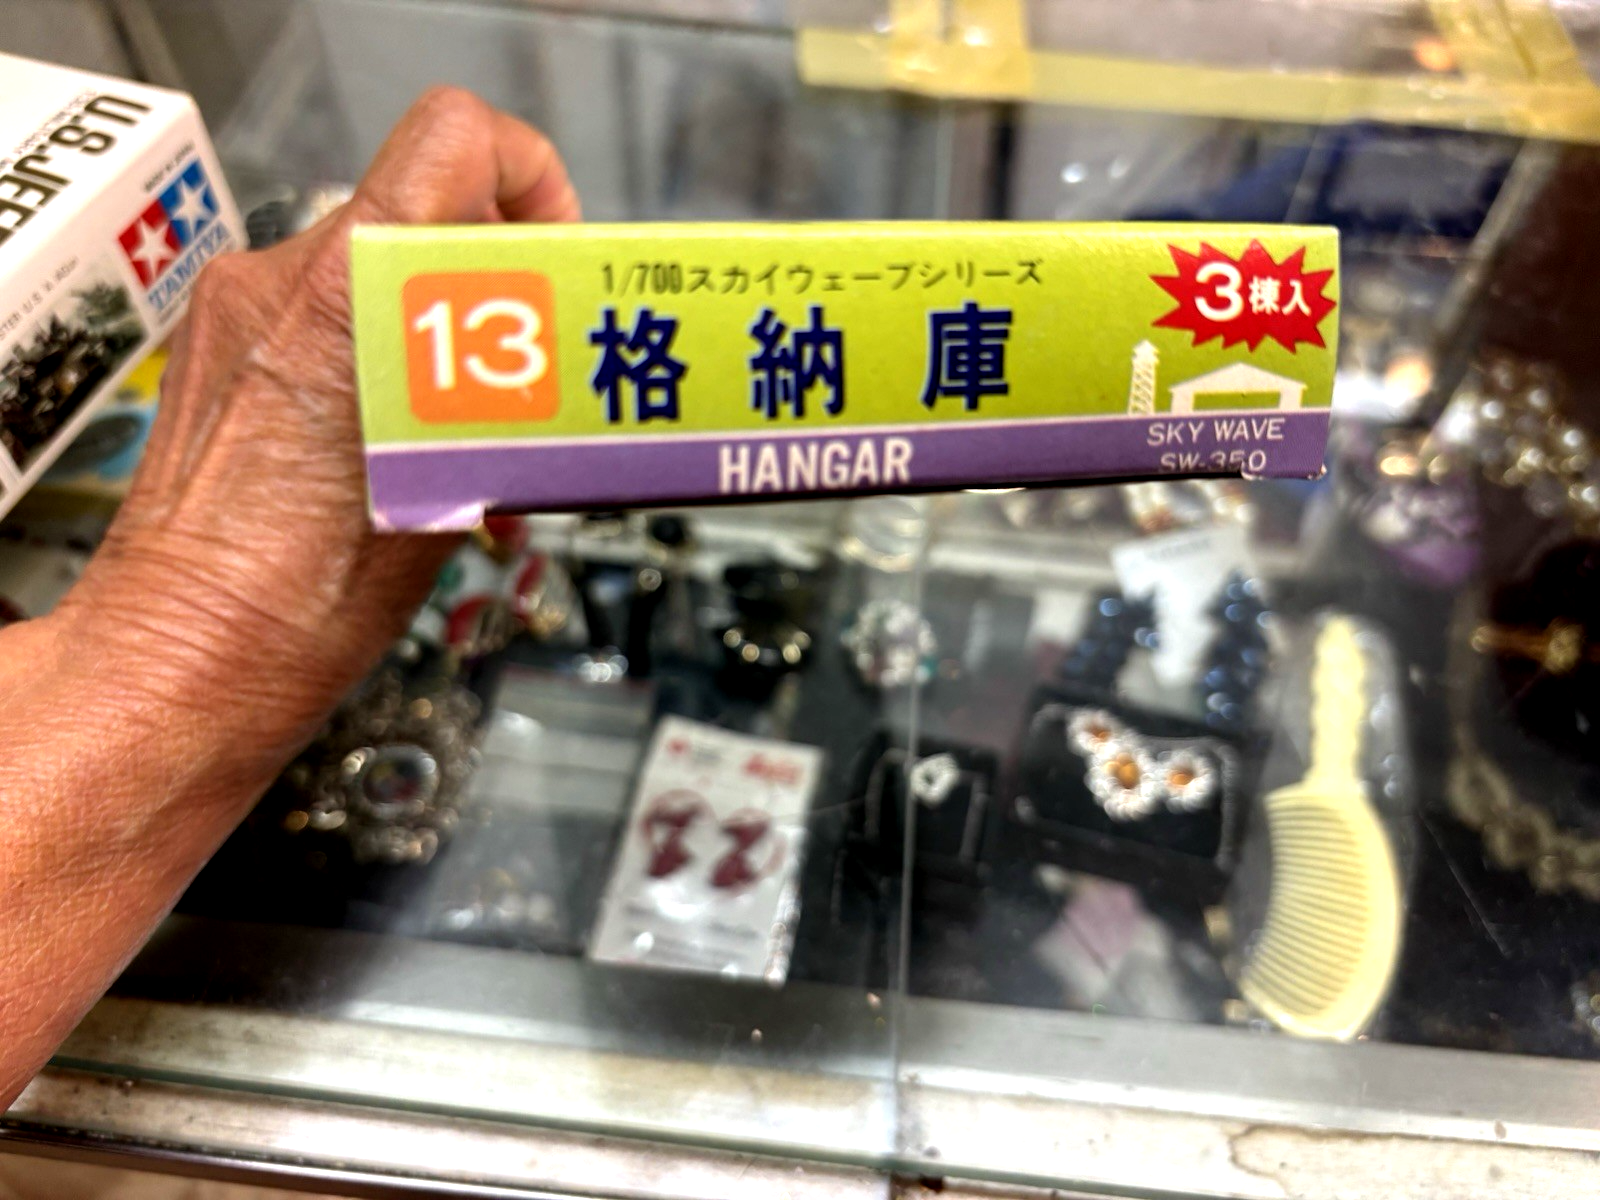 U.S.JEE
TAMIYA
13
1/700スカイウェーブシリーズ
格納庫
3棟入
HANGAR
SKY WAVE
SW-350